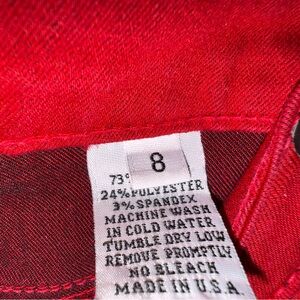 8
73%
24% POLYESTER
3% SPANDEX
MACHINE WASH
IN COLD WATER
TUMBLE DRY LOW
REMOVE PROMPTLY
NO BLEACH
MADE IN U.S.A.